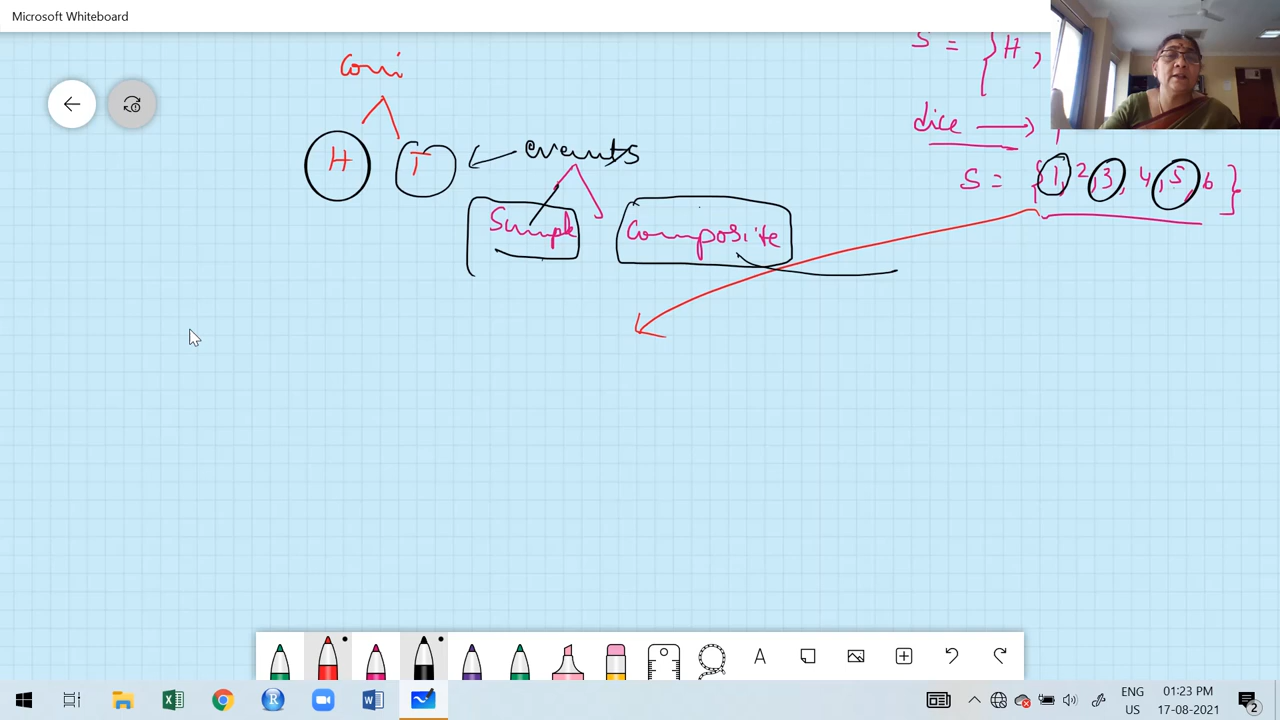 Microsoft Whiteboard
Coin
S = { H ,
dice →
H T ← events
S = { 1, 2, 3, 4, 5, 6 }
Simple Composite
A
ENG 01:23 PM
US 17-08-2021 2